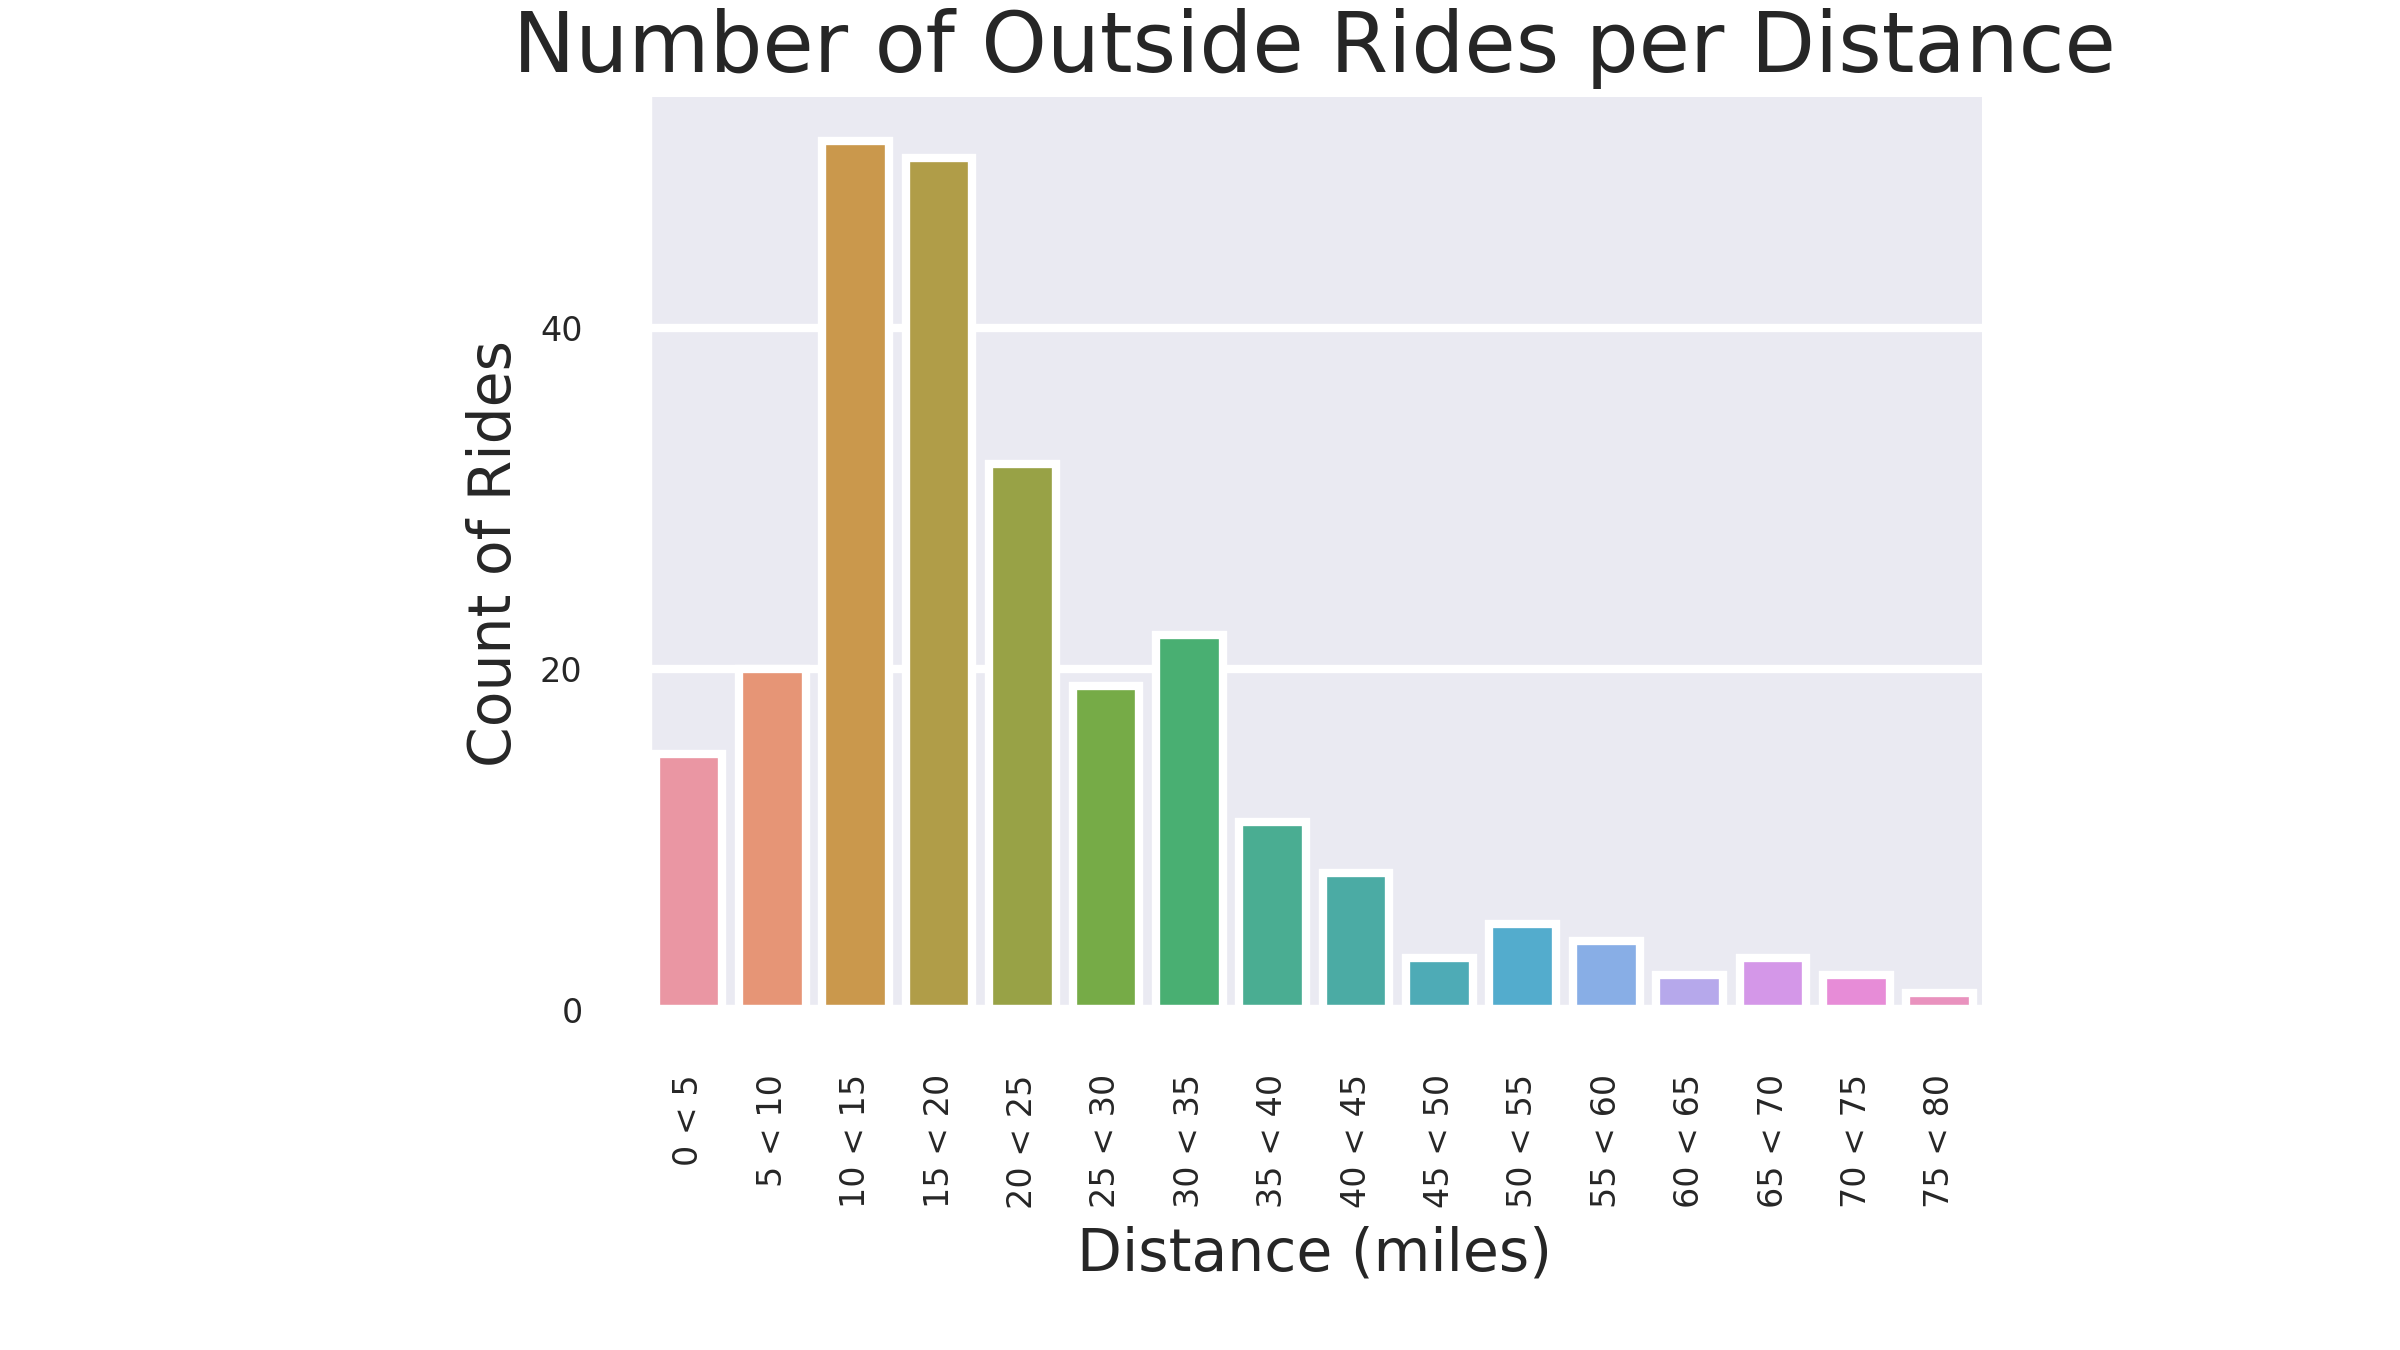 Number of Outside Rides per Distance
Count of Rides
40
20
0
0 < 5
5 < 10
10 < 15
15 < 20
20 < 25
25 < 30
30 < 35
35 < 40
40 < 45
45 < 50
50 < 55
55 < 60
60 < 65
65 < 70
70 < 75
75 < 80
Distance (miles)